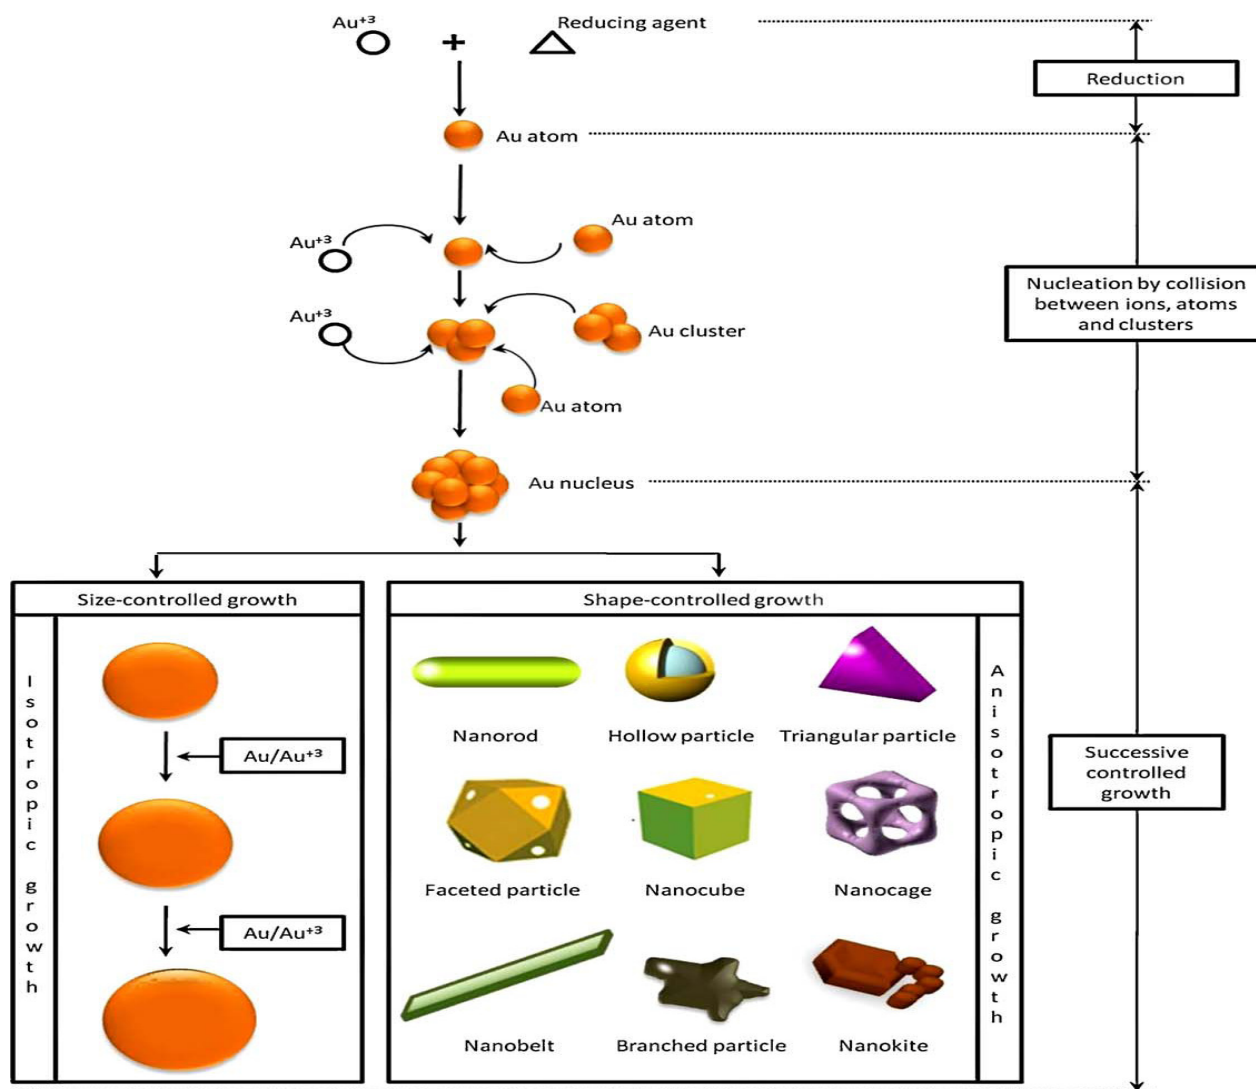 Au+3
+
Reducing agent
Reduction
Au atom
Au atom
Au+3
Au+3
Au cluster
Au atom
Nucleation by collision
between ions, atoms
and clusters
Au nucleus
Size-controlled growth
Isotropic growth
Au/Au+3
Au/Au+3
Shape-controlled growth
Nanorod
Hollow particle
Triangular particle
Faceted particle
Nanocube
Nanocage
Nanobelt
Branched particle
Nanokite
Anisotropic growth
Successive
controlled
growth